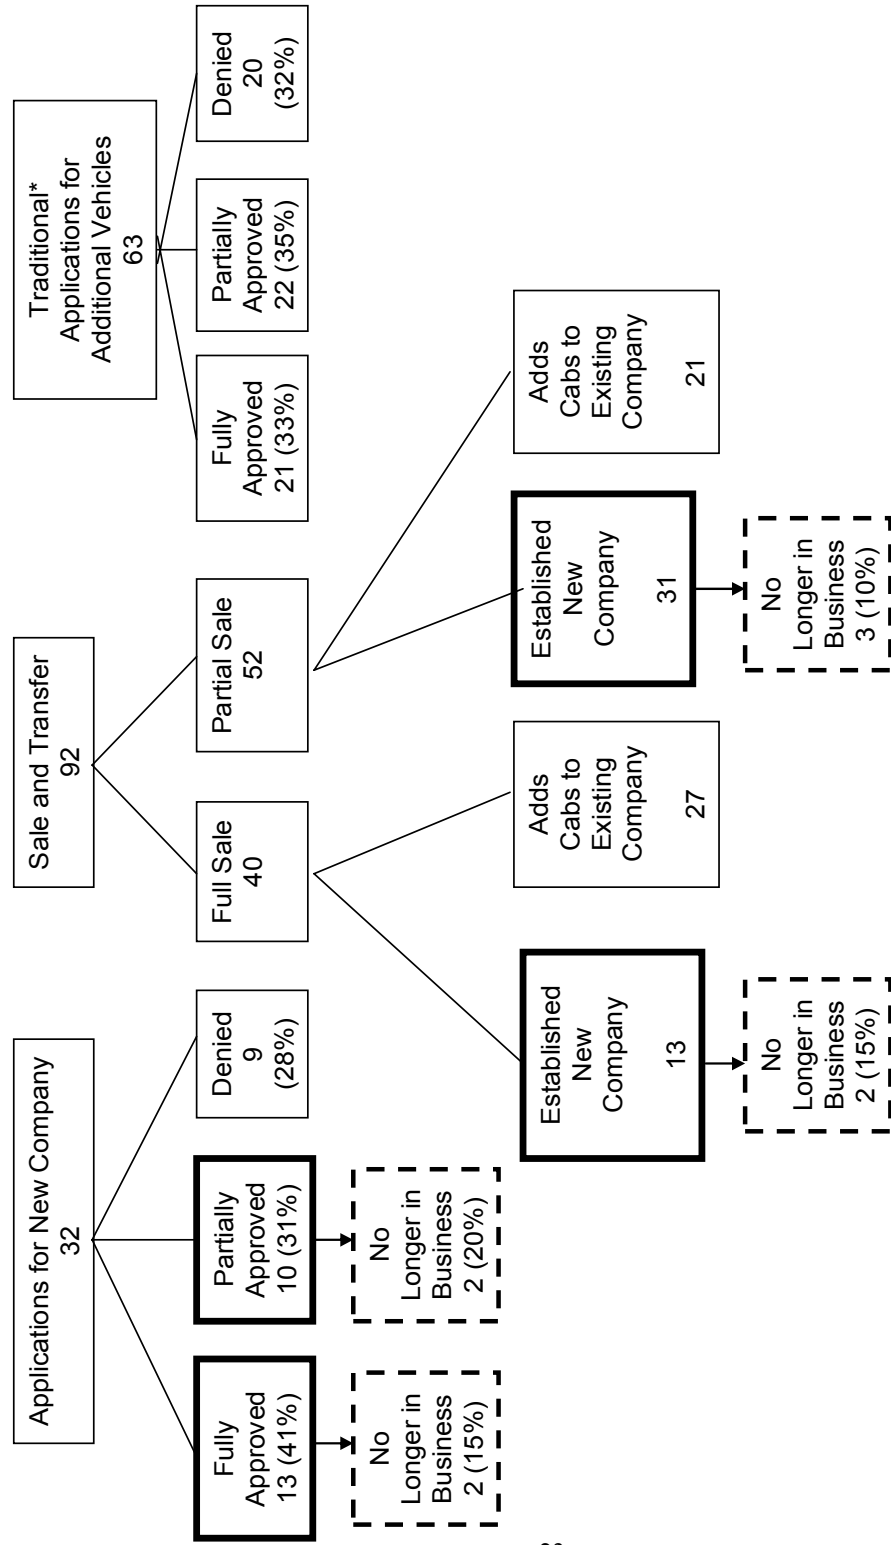 Applications for New Company
32
Fully
Approved
13 (41%)
No
Longer in
Business
2 (15%)
Partially
Approved
10 (31%)
No
Longer in
Business
2 (20%)
Denied
9
(28%)
Sale and Transfer
92
Full Sale
40
Partial Sale
52
Established
New
Company
13
No
Longer in
Business
2 (15%)
Adds
Cabs to
Existing
Company
27
Established
New
Company
31
No
Longer in
Business
3 (10%)
Adds
Cabs to
Existing
Company
21
Traditional*
Applications for
Additional Vehicles
63
Fully
Approved
21 (33%)
Partially
Approved
22 (35%)
Denied
20
(32%)